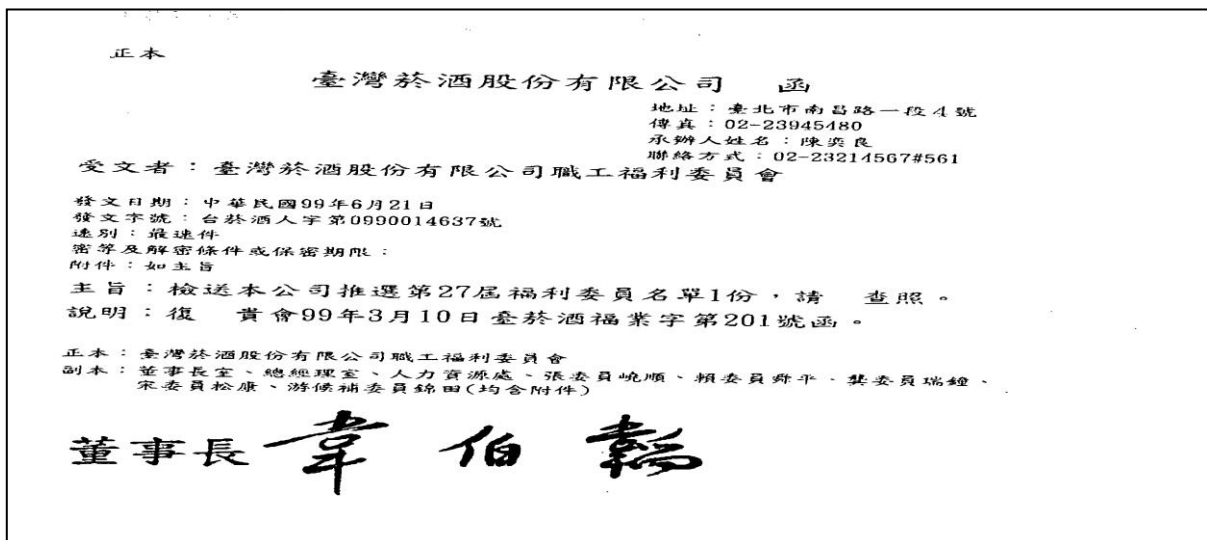 正本
臺灣菸酒股份有限公司　函
地址：臺北市南昌路一段4號
傳真：02-23945480
承辦人姓名：陳奕良
聯絡方式：02-23214567#561
受文者：臺灣菸酒股份有限公司職工福利委員會
發文日期：中華民國99年6月21日
發文字號：台菸酒人字第0990014637號
速別：最速件
密等及解密條件或保密期限：
附件：如主旨
主旨：檢送本公司推選第27屆福利委員名單1份，請　查照。
說明：復　貴會99年3月10日臺菸酒福業字第201號函。
正本：臺灣菸酒股份有限公司職工福利委員會
副本：董事長室、總經理室、人力資源處、張委員嶢順、賴委員舜平、龔委員瑞鐘、
宋委員松康、游候補委員錦田(均含附件)
董事長 韋伯韜